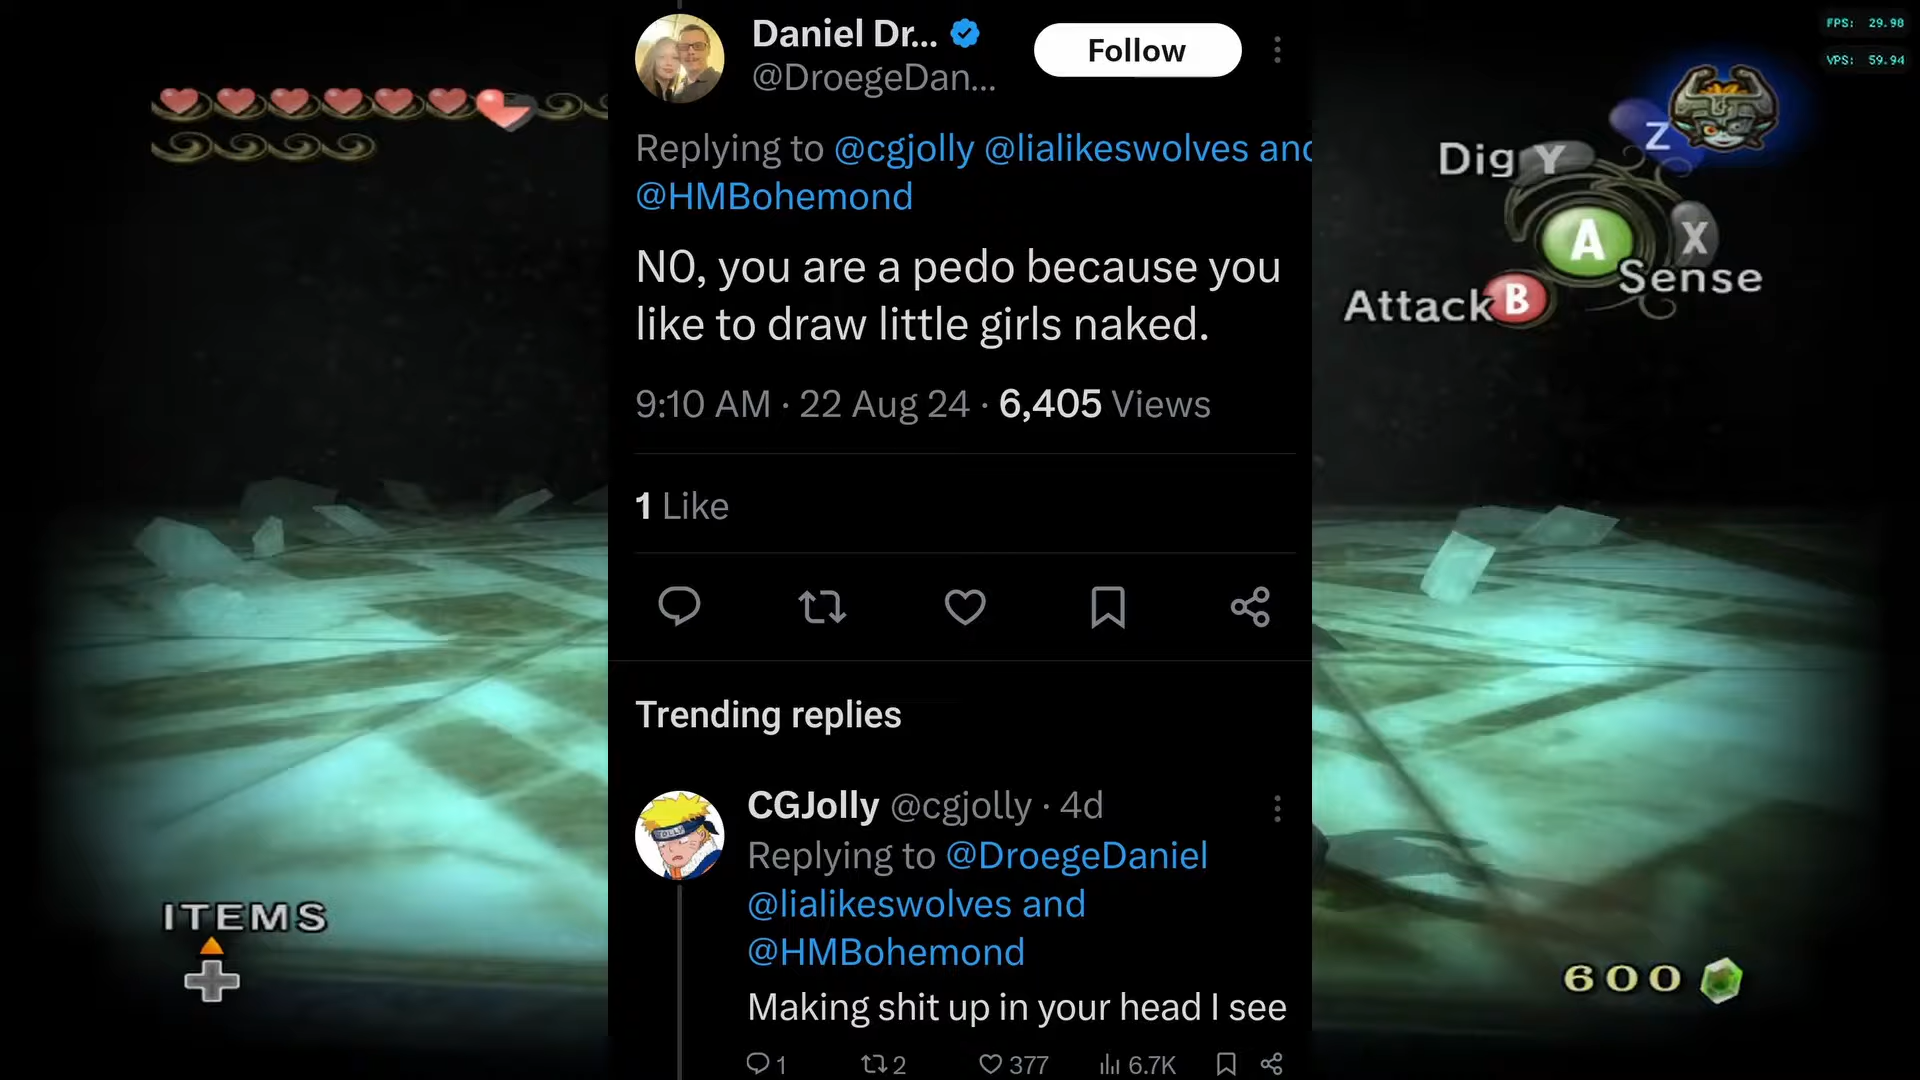 FPS: 29.98
VPS: 59.94
Daniel Dr...
Follow
@DroegeDan...
Replying to @cgjolly @lialikeswolves and
@HMBohemond
NO, you are a pedo because you
like to draw little girls naked.
9:10 AM · 22 Aug 24 · 6,405 Views
1 Like
Trending replies
CGJolly @cgjolly · 4d
Replying to @DroegeDaniel
@lialikeswolves and
@HMBohemond
Making shit up in your head I see
1 2 377 6.7K
Z
Dig Y
A
X
Sense
Attack B
ITEMS
600